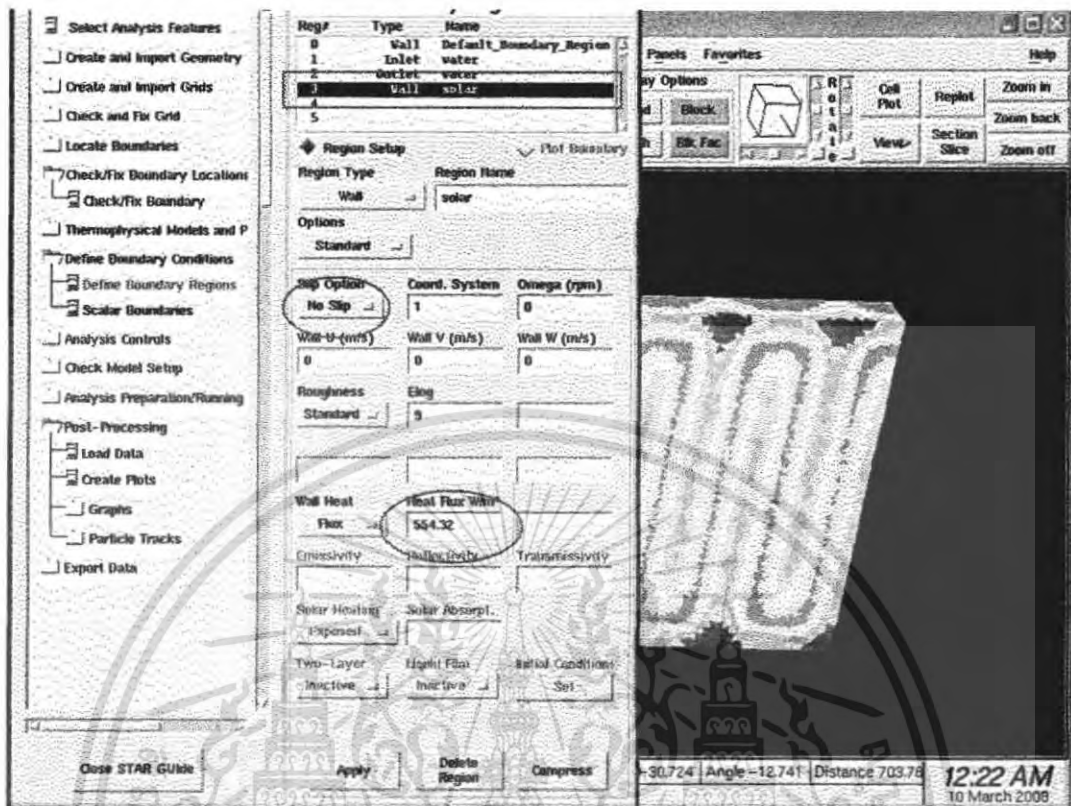 Select Analysis Features
Create and Import Geometry
Create and Import Grids
Check and Fix Grid
Locate Boundaries
Check/Fix Boundary Locations
Check/Fix Boundary
Thermophysical Models and P
Define Boundary Conditions
Define Boundary Regions
Scalar Boundaries
Analysis Controls
Check Model Setup
Analysis Preparation/Running
Post-Processing
Load Data
Create Plots
Graphs
Particle Tracks
Export Data
Close STAR GUIde
Reg# Type Name
0 Wall Default_Boundary_Region
1 Inlet water
2 Outlet water
3 Wall solar
4
5
Region Setup Plot Boundary
Region Type Region Name
Wall solar
Options
Standard
Slip Option Coord. System Omega (rpm)
No Slip 1 0
Wall U (m/s) Wall V (m/s) Wall W (m/s)
0 0 0
Roughness Elog
Standard 9
Wall Heat Heat Flux W/m²
Flux 554.32
Emissivity Reflectivity Transmissivity
Solar Heating Solar Absorpt.
Exposed
Two-Layer Liquid Film Initial Conditions
Inactive Inactive Set
Apply Delete Region Compress
Panels Favorites Help
ay Options
Block
Blk Fac
Rotate
Cell Plot
Replot
Zoom in
Zoom back
View>
Section Slice
Zoom off
-30.724 Angle -12.741 Distance 703.78
12:22 AM
10 March 2008